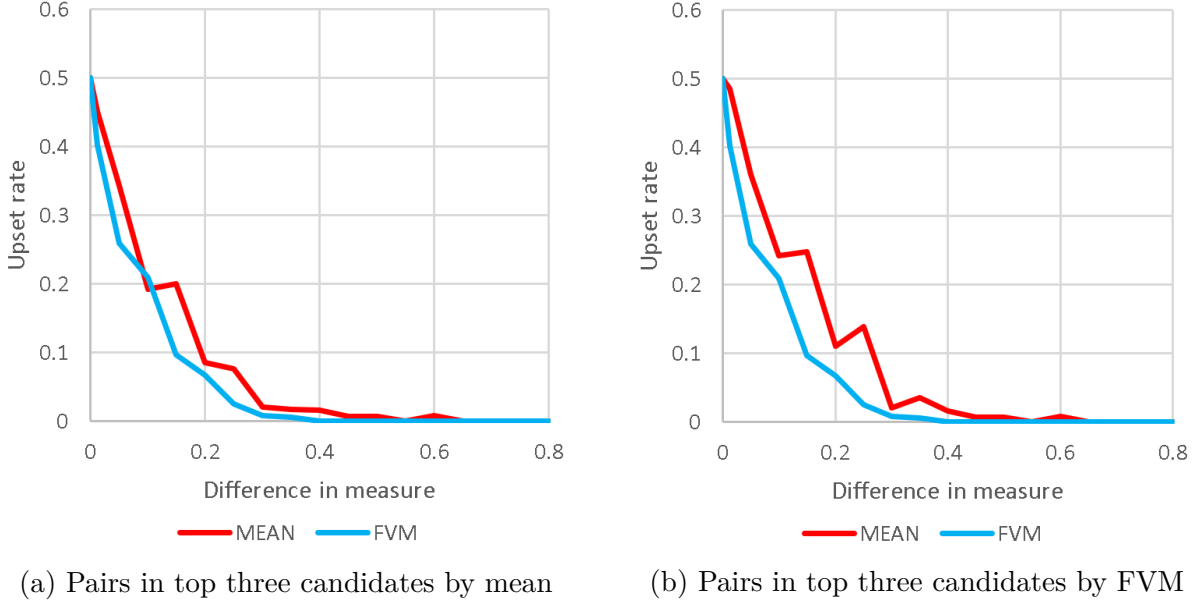 0.6
0.5
0.4
0.3
0.2
0.1
0
Upset rate
0
0.2
0.4
0.6
0.8
Difference in measure
MEAN
FVM
(a) Pairs in top three candidates by mean
0.6
0.5
0.4
0.3
0.2
0.1
0
Upset rate
0
0.2
0.4
0.6
0.8
Difference in measure
MEAN
FVM
(b) Pairs in top three candidates by FVM